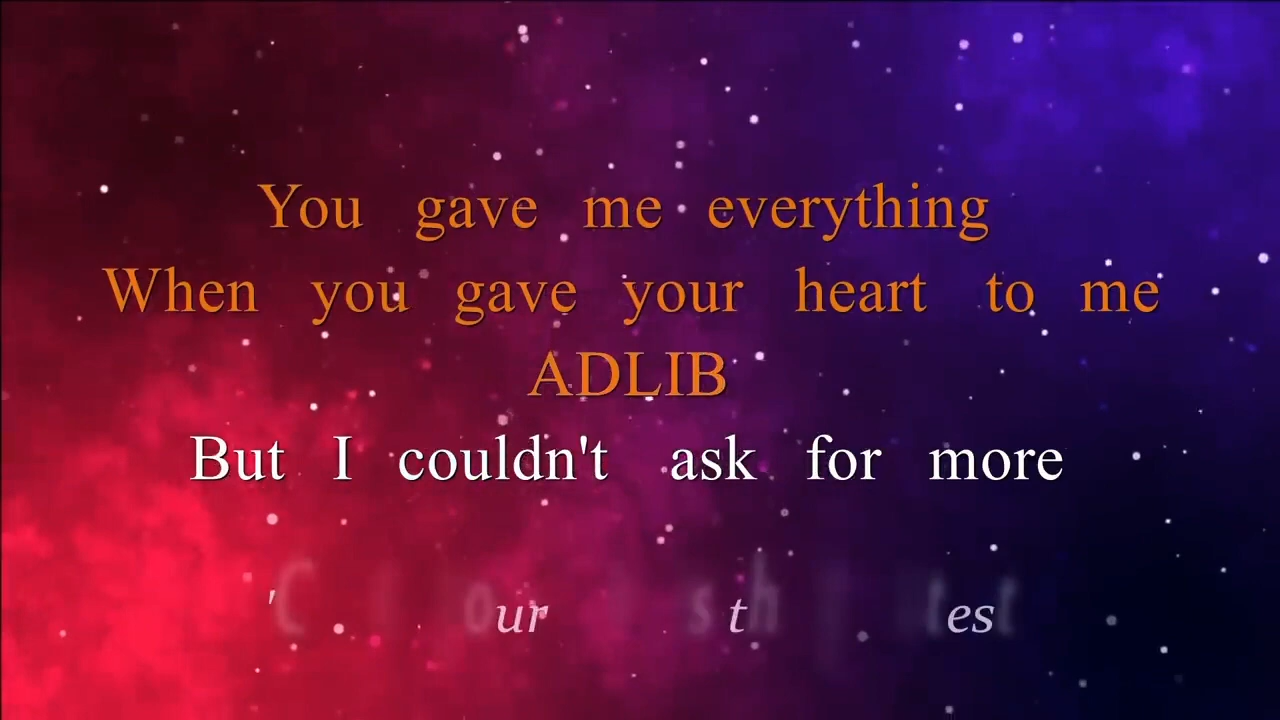 You gave me everything
When you gave your heart to me
ADLIB
But I couldn't ask for more